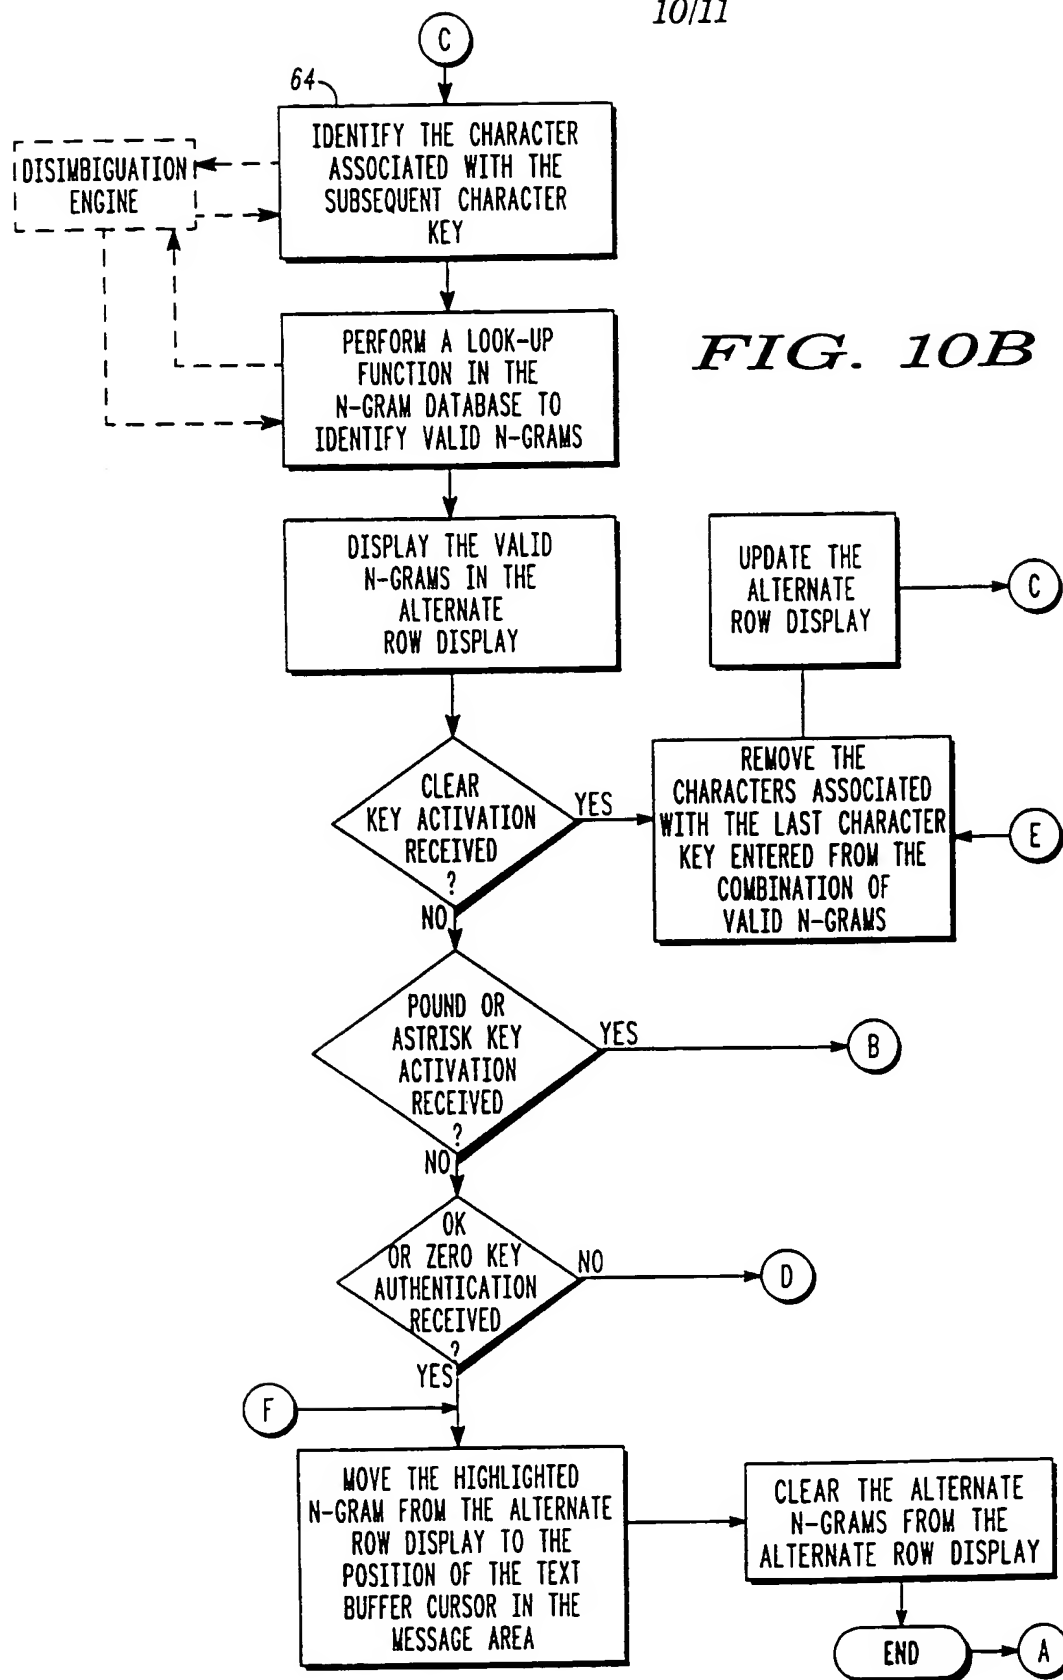 10/11
C
64
IDENTIFY THE CHARACTER
ASSOCIATED WITH THE
SUBSEQUENT CHARACTER
KEY
DISIMBIGUATION
ENGINE
PERFORM A LOOK-UP
FUNCTION IN THE
N-GRAM DATABASE TO
IDENTIFY VALID N-GRAMS
FIG. 10B
DISPLAY THE VALID
N-GRAMS IN THE
ALTERNATE
ROW DISPLAY
UPDATE THE
ALTERNATE
ROW DISPLAY
C
CLEAR
KEY ACTIVATION
RECEIVED
?
YES
NO
REMOVE THE
CHARACTERS ASSOCIATED
WITH THE LAST CHARACTER
KEY ENTERED FROM THE
COMBINATION OF
VALID N-GRAMS
E
POUND OR
ASTRISK KEY
ACTIVATION
RECEIVED
?
YES
B
NO
OK
OR ZERO KEY
AUTHENTICATION
RECEIVED
?
NO
D
YES
F
MOVE THE HIGHLIGHTED
N-GRAM FROM THE ALTERNATE
ROW DISPLAY TO THE
POSITION OF THE TEXT
BUFFER CURSOR IN THE
MESSAGE AREA
CLEAR THE ALTERNATE
N-GRAMS FROM THE
ALTERNATE ROW DISPLAY
END
A